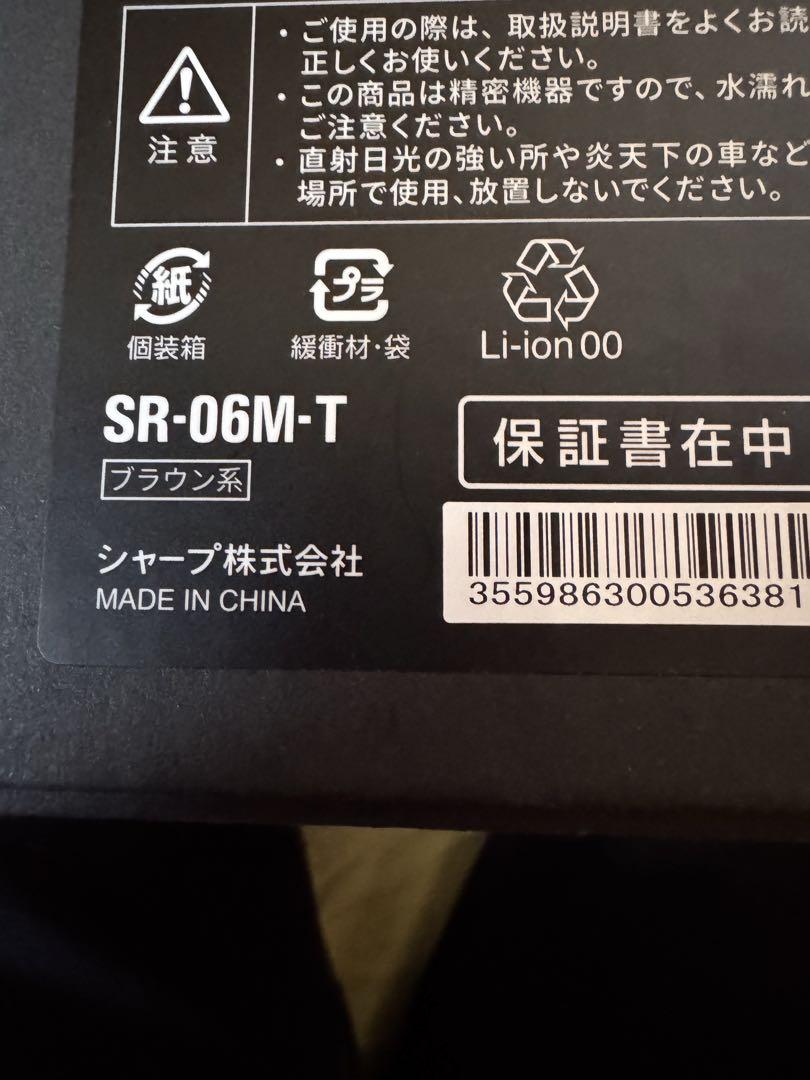 ・ご使用の際は、取扱説明書をよくお読
正しくお使いください。
・この商品は精密機器ですので、水濡れ
ご注意ください。
・直射日光の強い所や炎天下の車など
場所で使用、放置しないでください。
注意
紙
プラ
個装箱
緩衝材・袋
Li-ion 00
SR-06M-T
保証書在中
ブラウン系
シャープ株式会社
MADE IN CHINA
355986300536381